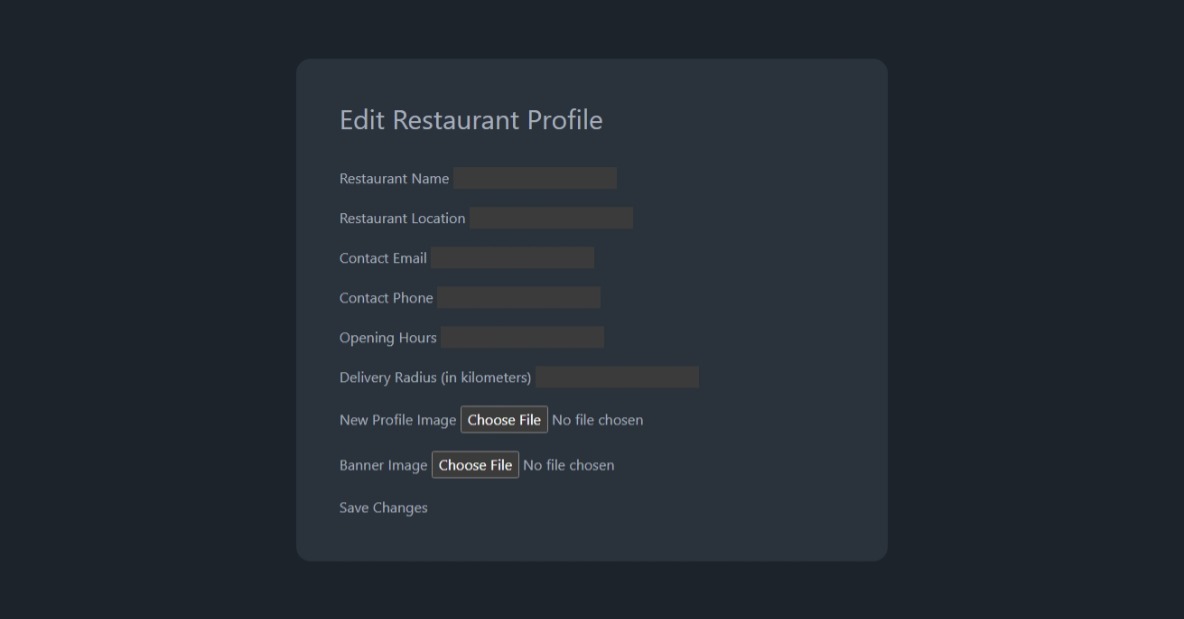 Edit Restaurant Profile
Restaurant Name
Restaurant Location
Contact Email
Contact Phone
Opening Hours
Delivery Radius (in kilometers)
New Profile Image Choose File No file chosen
Banner Image Choose File No file chosen
Save Changes